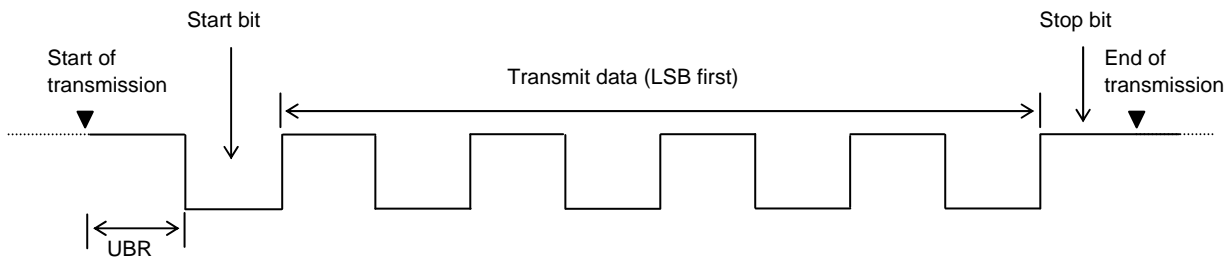 Start bit
Stop bit
Start of
transmission
End of
transmission
Transmit data (LSB first)
UBR